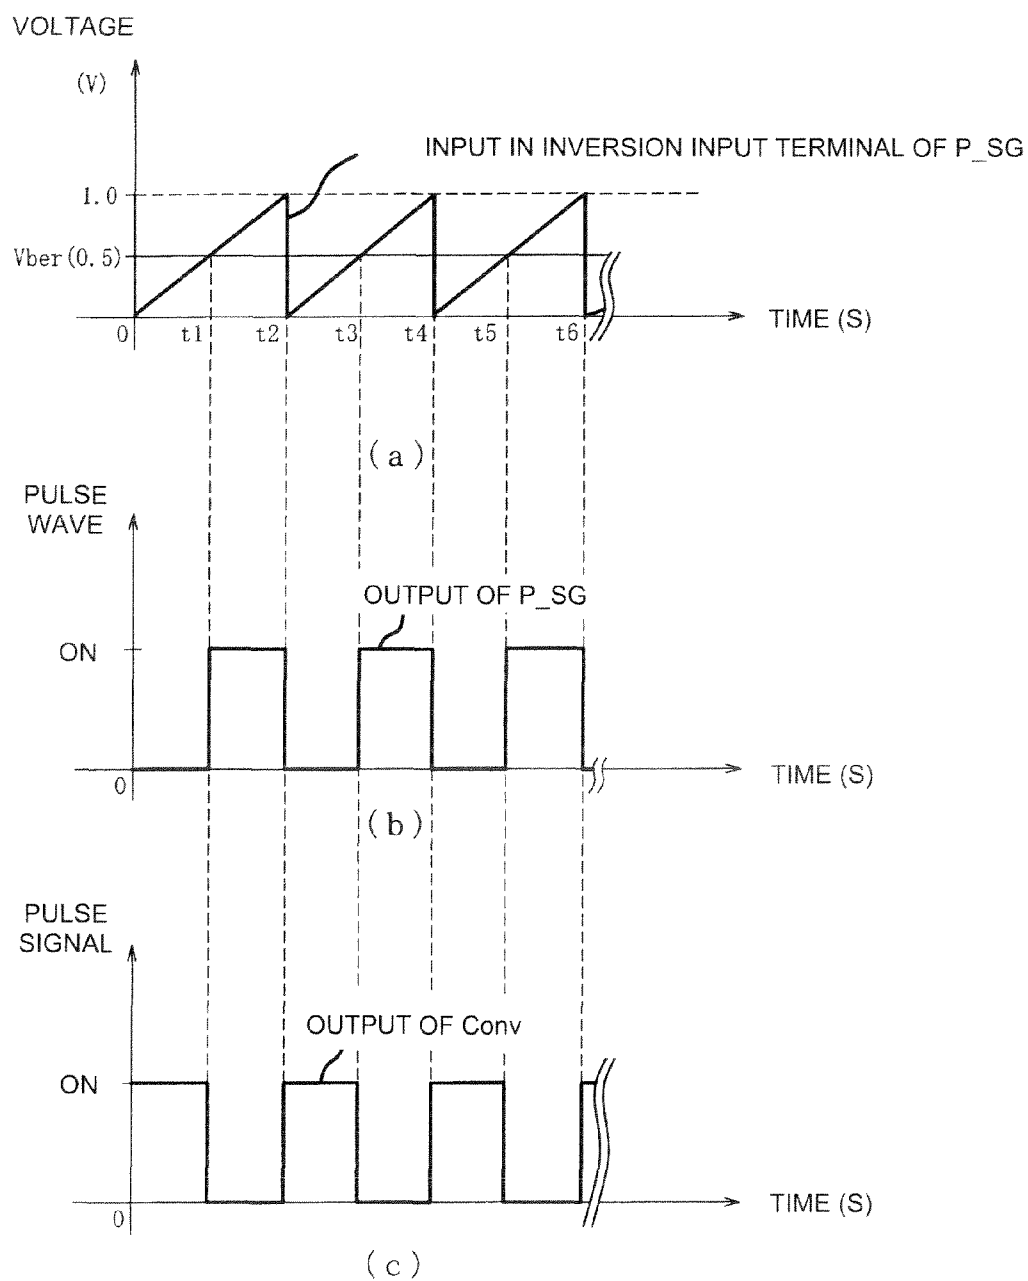 VOLTAGE
(V)
INPUT IN INVERSION INPUT TERMINAL OF P_SG
1.0
Vber(0.5)
0 t1 t2 t3 t4 t5 t6 TIME (S)
(a)
PULSE
WAVE
OUTPUT OF P_SG
ON
0 TIME (S)
(b)
PULSE
SIGNAL
OUTPUT OF Conv
ON
0 TIME (S)
(c)